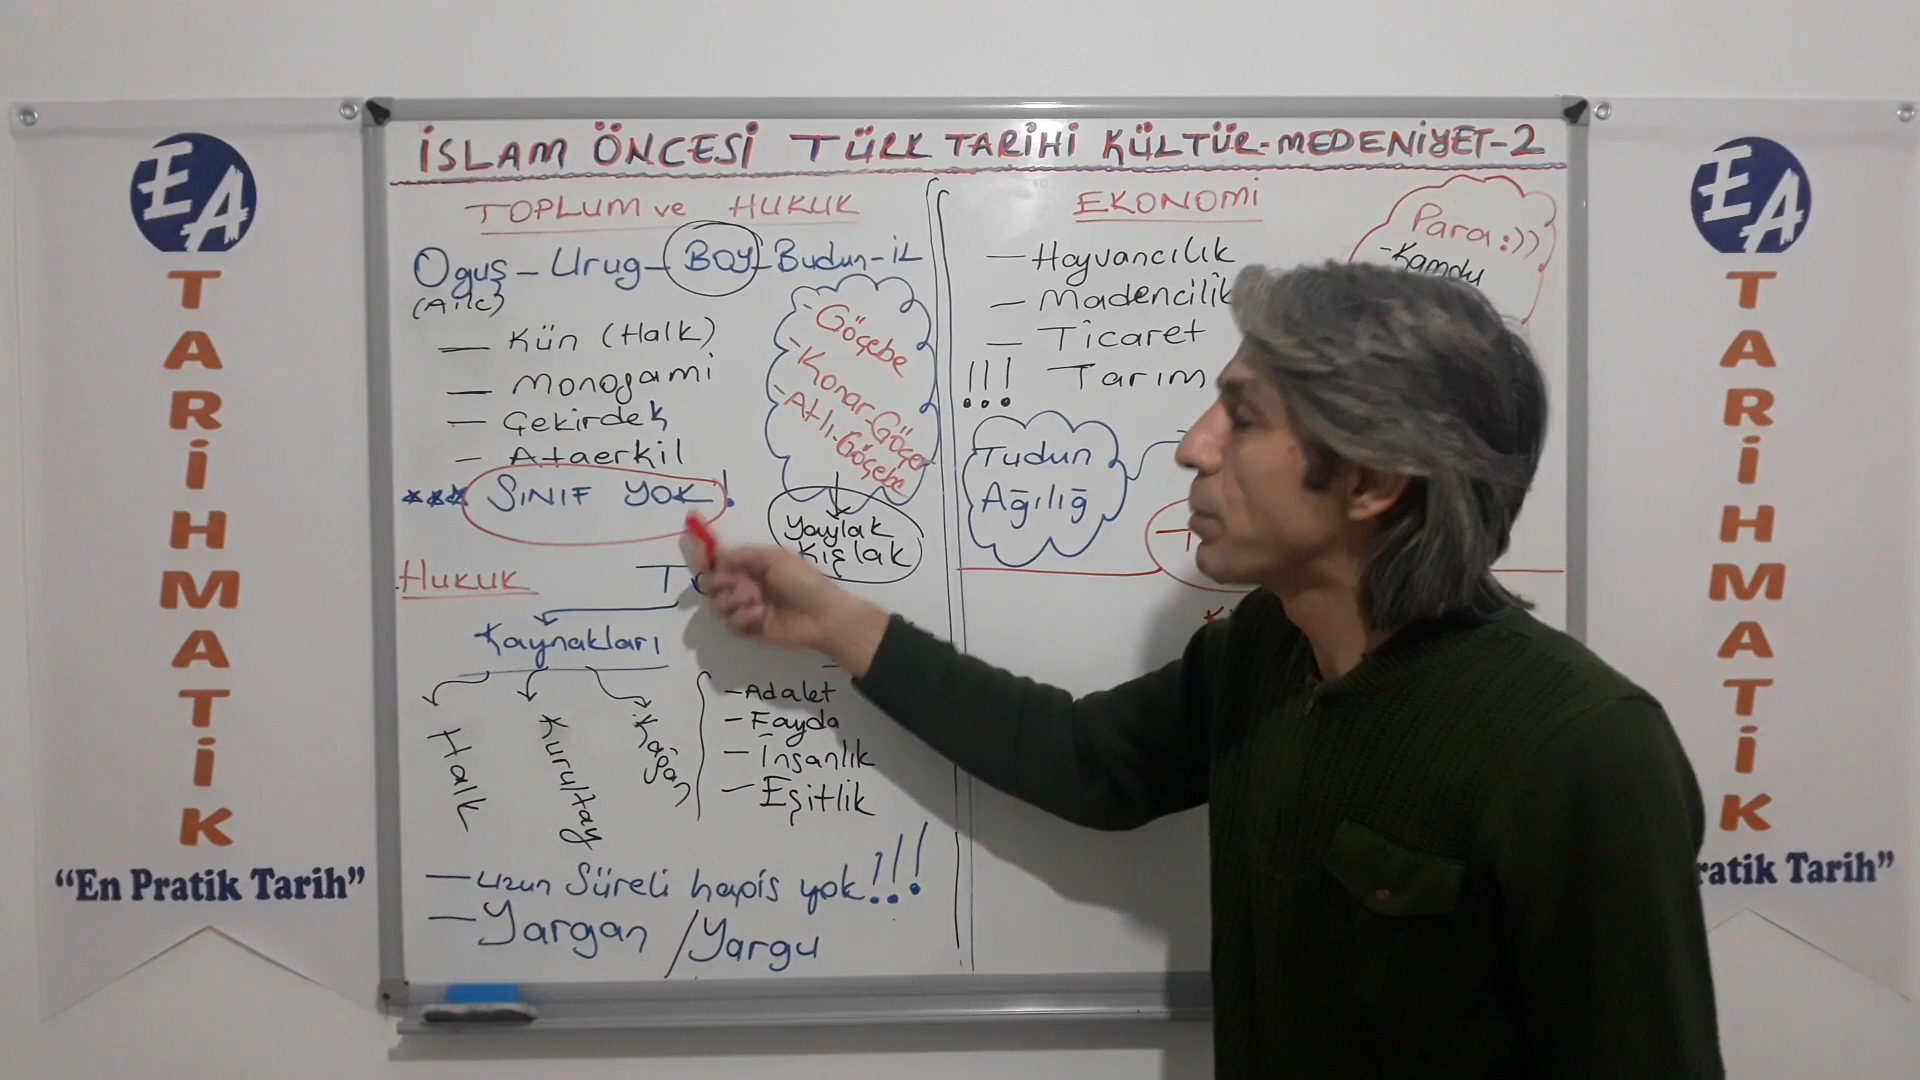 İSLAM ÖNCESİ TÜRK TARİHİ KÜLTÜR-MEDENİYET-2
TOPLUM ve HUKUK
Oguş - Urug - BOY - Budun - İL
(Aile)
— Kün (Halk)
— Monogami
— Çekirdek
— Ataerkil
*** SINIF YOK!
- Göçebe
- Konar-Göçer
- Atlı-Göçebe
Yaylak
Kışlak
Hukuk
Kaynakları
Halk
Kurultay
Kağan
- Adalet
- Fayda
- İnsanlık
- Eşitlik
— Uzun Süreli hapis yok!!!
— Yargan / Yargu
EKONOMİ
— Hayvancılık
— Madencilik
— Ticaret
!!! Tarım
Para :))
- Kamdu
Tudun
Ağılığ
EA
TARİHMATİK
“En Pratik Tarih”
EA
TARİHMATİK
ratik Tarih”